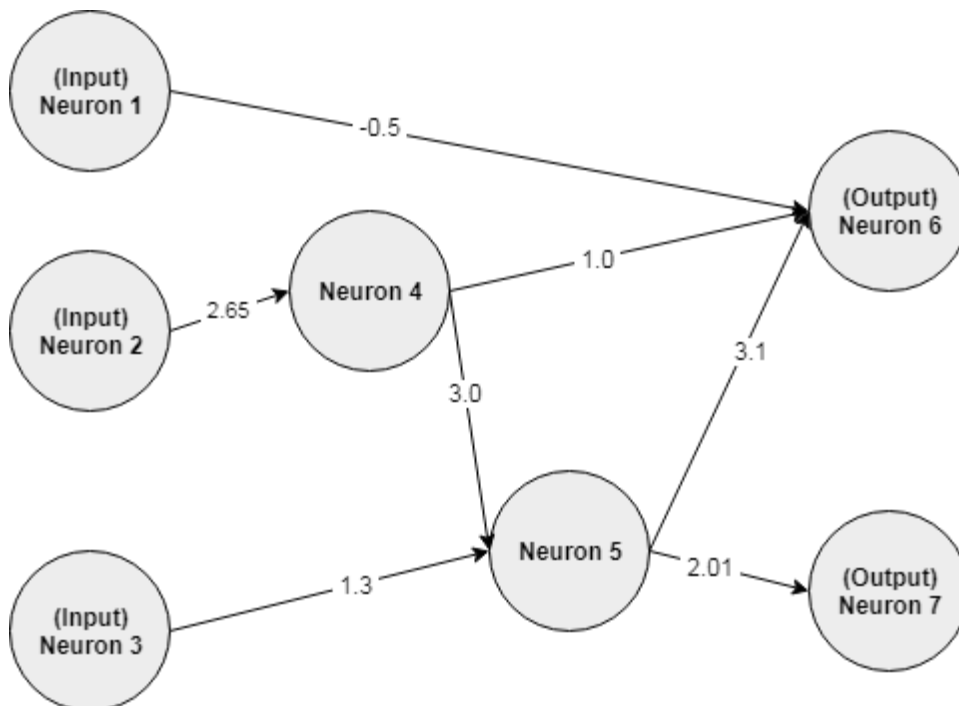 (Input)
Neuron 1
-0.5
(Output)
Neuron 6
1.0
Neuron 4
(Input)
Neuron 2
2.65
3.1
3.0
Neuron 5
2.01
(Output)
Neuron 7
1.3
(Input)
Neuron 3